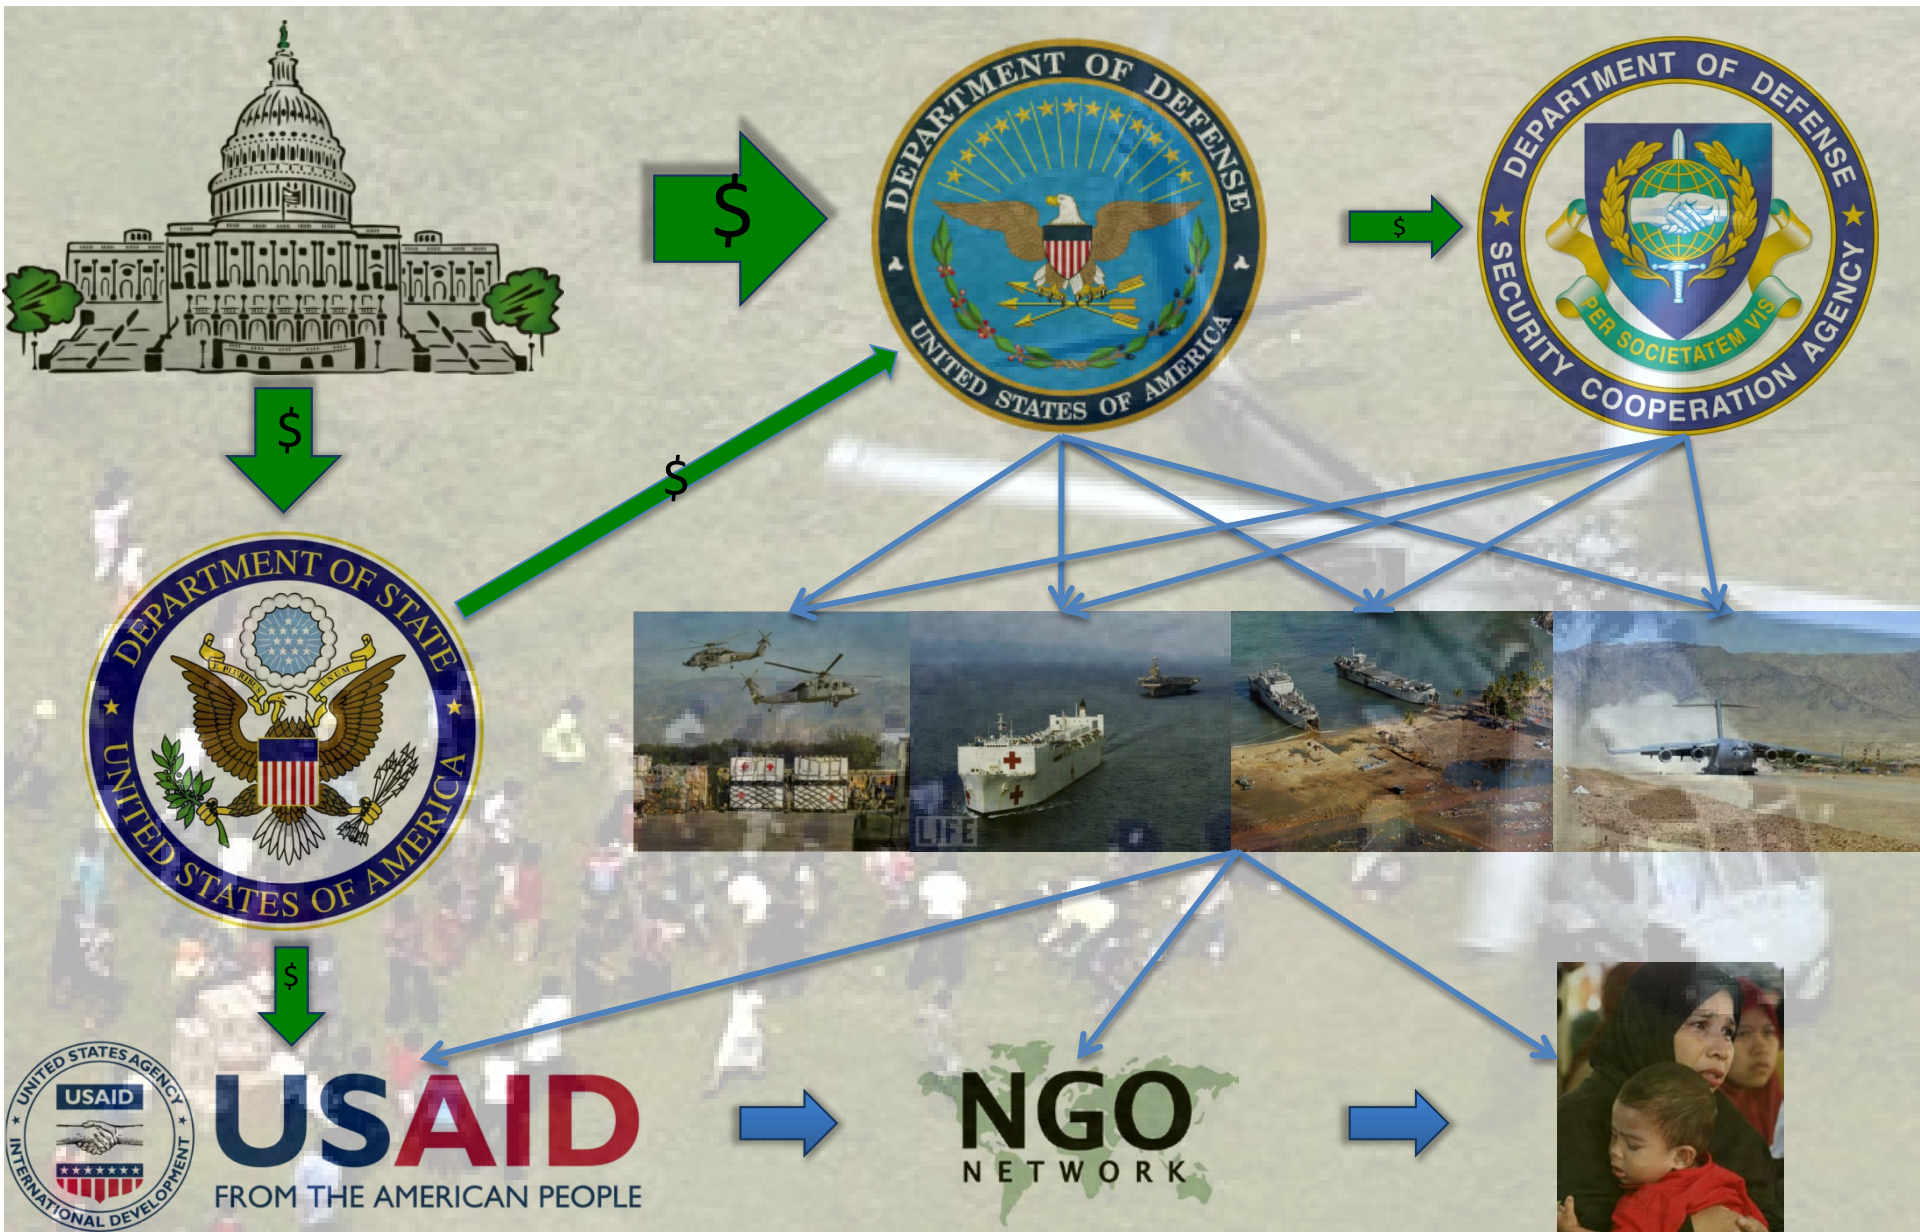 $
DEPARTMENT OF DEFENSE
UNITED STATES OF AMERICA
$
DEPARTMENT OF DEFENSE
SECURITY COOPERATION AGENCY
PER SOCIETATEM VIS
$
$
DEPARTMENT OF STATE
UNITED STATES OF AMERICA
E PLURIBUS UNUM
LIFE
$
UNITED STATES AGENCY
INTERNATIONAL DEVELOPMENT
USAID
USAID
FROM THE AMERICAN PEOPLE
NGO
NETWORK